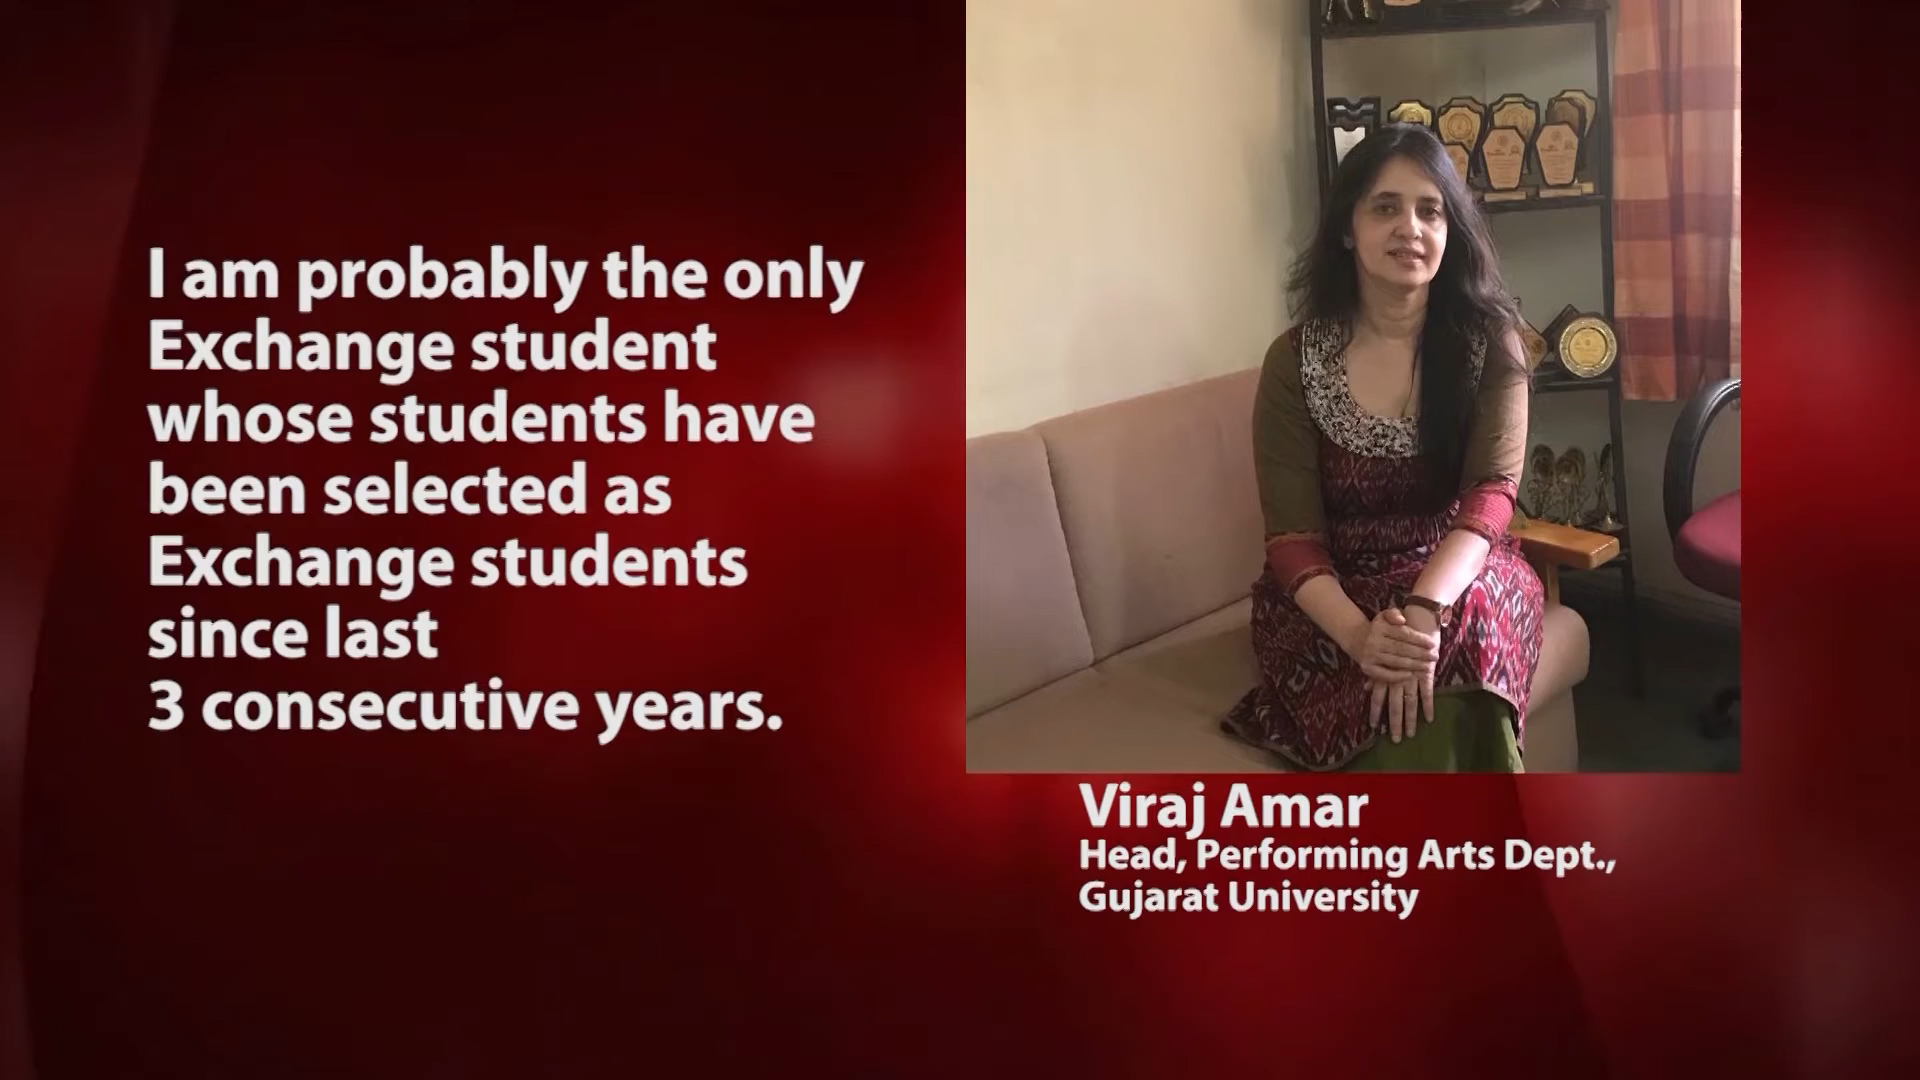 I am probably the only
Exchange student
whose students have
been selected as
Exchange students
since last
3 consecutive years.
Viraj Amar
Head, Performing Arts Dept.,
Gujarat University